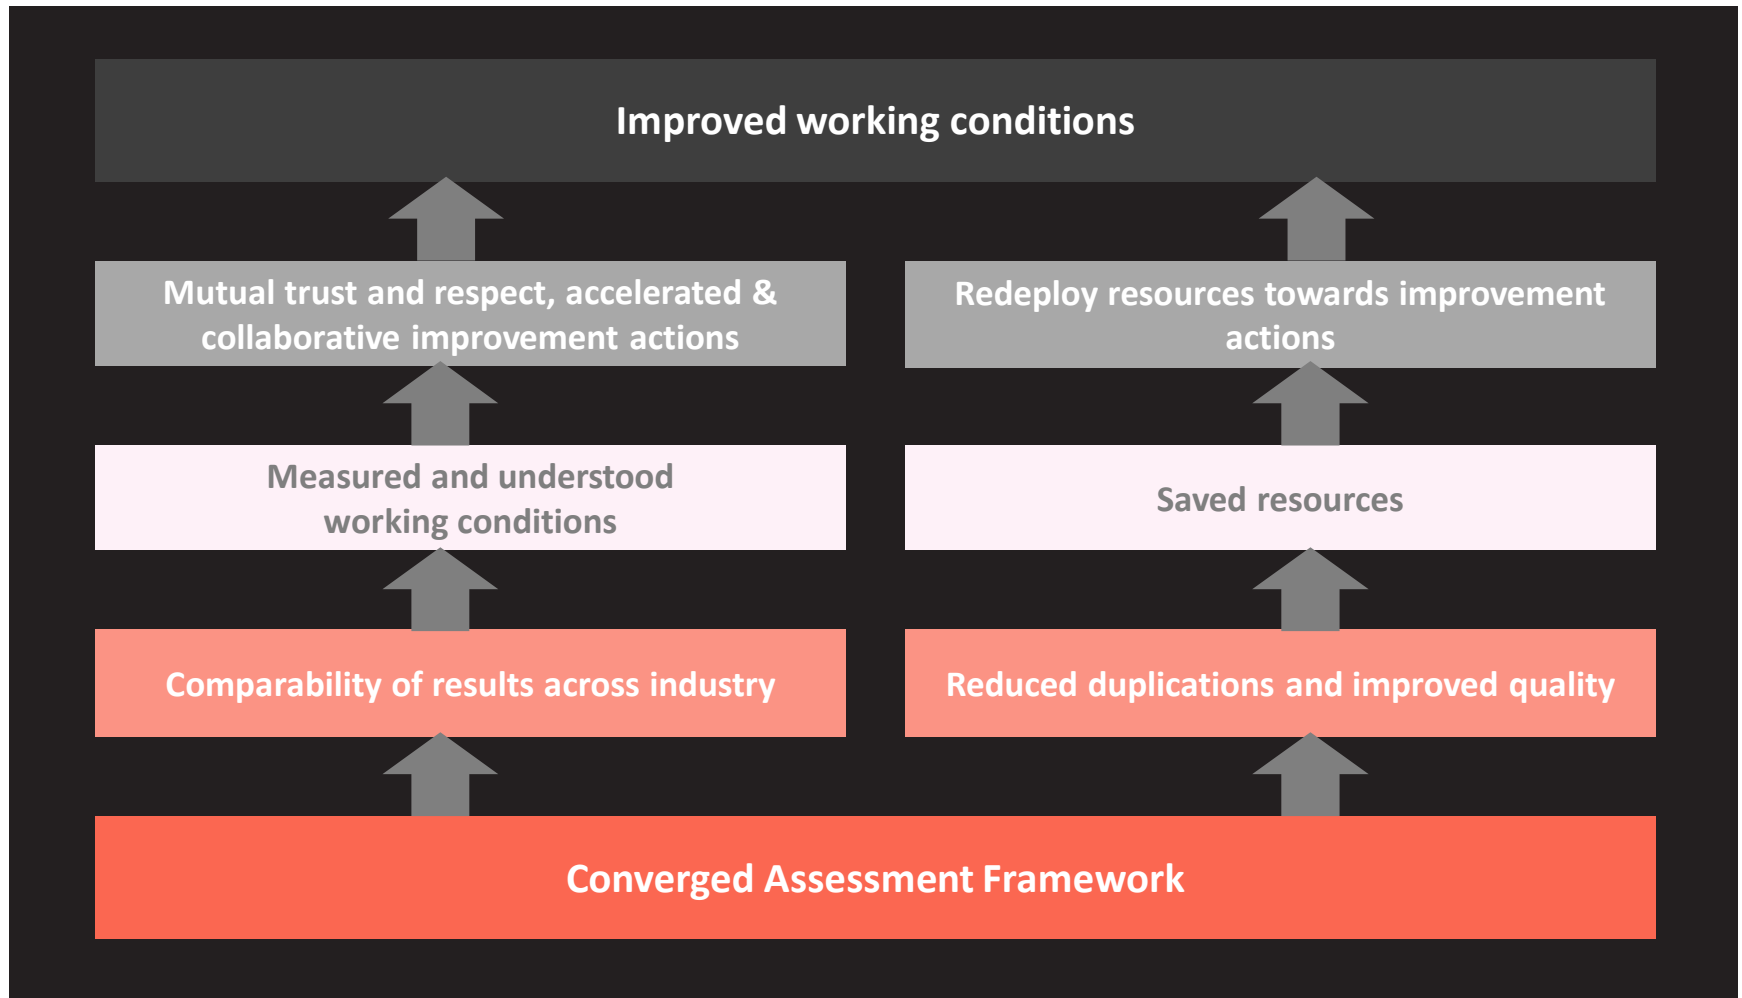 Improved working conditions
Mutual trust and respect, accelerated &
collaborative improvement actions
Redeploy resources towards improvement
actions
Measured and understood
working conditions
Saved resources
Comparability of results across industry
Reduced duplications and improved quality
Converged Assessment Framework